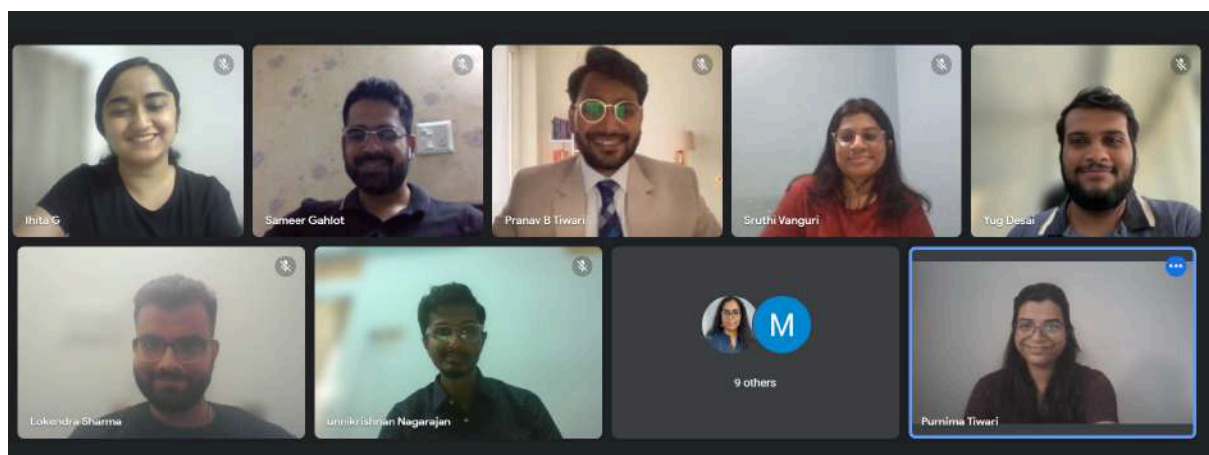 Ihita G
Sameer Gahlot
Pranav B Tiwari
Sruthi Vanguri
Yug Desai
Lokendra Sharma
unnikrishnan Nagarajan
M
9 others
Purnima Tiwari